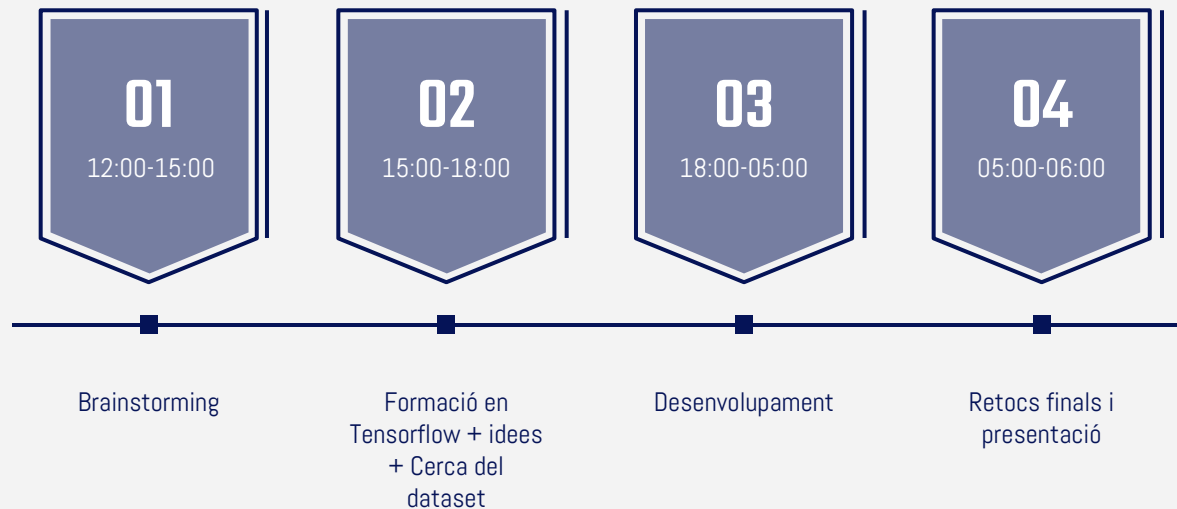 01
12:00-15:00
Brainstorming
02
15:00-18:00
Formació en
Tensorflow + idees
+ Cerca del
dataset
03
18:00-05:00
Desenvolupament
04
05:00-06:00
Retocs finals i
presentació